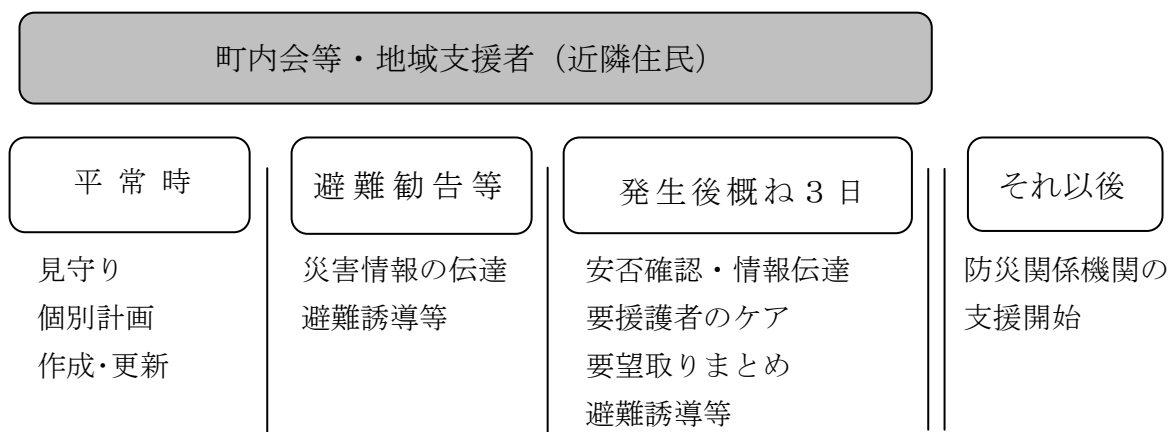 町内会等・地域支援者（近隣住民）
平常時
見守り
個別計画
作成・更新
避難勧告等
災害情報の伝達
避難誘導等
発生後概ね３日
安否確認・情報伝達
要援護者のケア
要望取りまとめ
避難誘導等
それ以後
防災関係機関の
支援開始